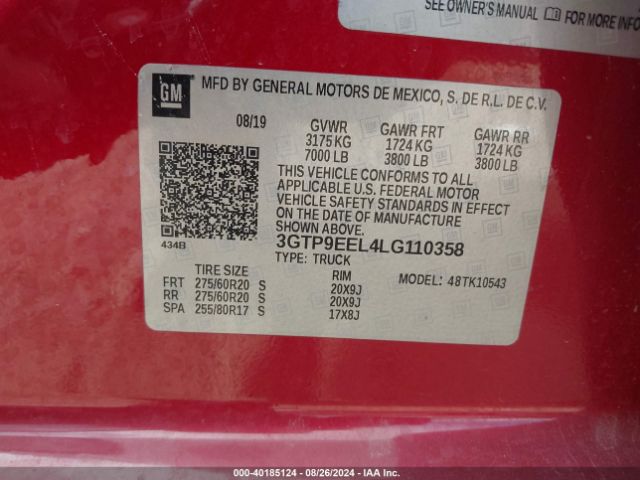 SEE OWNER'S MANUAL FOR MORE INFO
GM
MFD BY GENERAL MOTORS DE MEXICO, S. DE R.L. DE C.V.
08/19 GVWR GAWR FRT GAWR RR
3175 KG 1724 KG 1724 KG
7000 LB 3800 LB 3800 LB
THIS VEHICLE CONFORMS TO ALL
APPLICABLE U.S. FEDERAL MOTOR
VEHICLE SAFETY STANDARDS IN EFFECT
ON THE DATE OF MANUFACTURE
SHOWN ABOVE.
434B 3GTP9EEL4LG110358
TYPE: TRUCK
TIRE SIZE RIM MODEL: 48TK10543
FRT 275/60R20 S 20X9J
RR 275/60R20 S 20X9J
SPA 255/80R17 S 17X8J
000-40185124 - 08/26/2024 - IAA Inc.